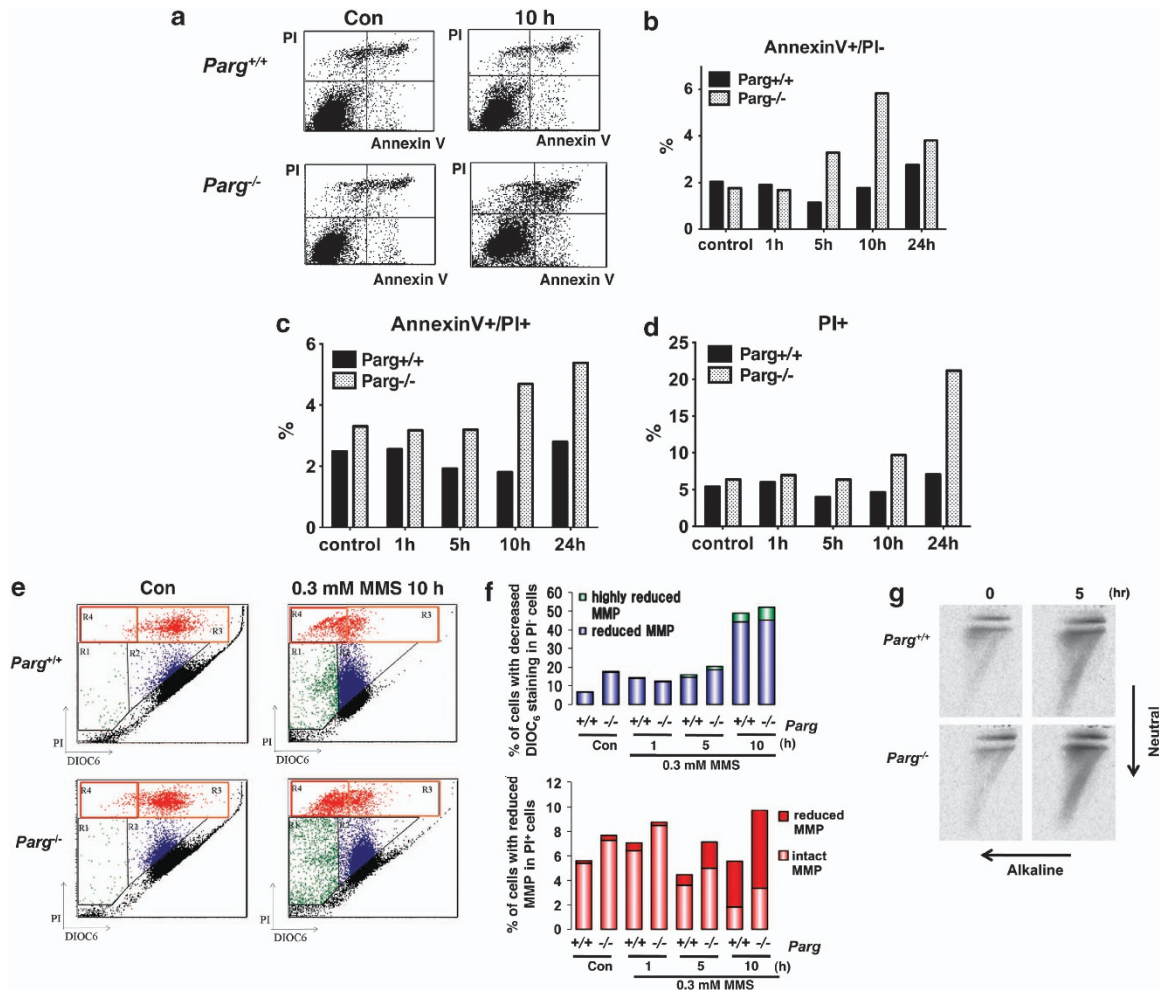 a
Con
10 h
Parg+/+
PI
Annexin V
PI
Annexin V
Parg-/-
PI
Annexin V
PI
Annexin V
b
AnnexinV+/PI-
Parg+/+
Parg-/-
%
6
4
2
0
control 1h 5h 10h 24h
c
AnnexinV+/PI+
Parg+/+
Parg-/-
%
6
4
2
0
control 1h 5h 10h 24h
d
PI+
Parg+/+
Parg-/-
%
25
20
15
10
5
0
control 1h 5h 10h 24h
e
Con
0.3 mM MMS 10 h
Parg+/+
R4
R3
R1
R2
PI
DIOC6
R4
R3
R1
PI
DIOC6
Parg-/-
R4
R3
R1
R2
PI
DIOC6
R4
R3
R2
PI
DIOC6
f
% of cells with decreased
DIOC6 staining in PI- cells
60
50
40
30
20
10
0
highly reduced
MMP
reduced MMP
+/+ -/- +/+ -/- +/+ -/- +/+ -/- Parg
Con 1 5 10 (h)
0.3 mM MMS
% of cells with reduced
MMP in PI+ cells
12
10
8
6
4
2
0
reduced
MMP
intact MMP
+/+ -/- +/+ -/- +/+ -/- +/+ -/- Parg
Con 1 5 10 (h)
0.3 mM MMS
g
0 5 (hr)
Parg+/+
Parg-/-
Neutral
Alkaline